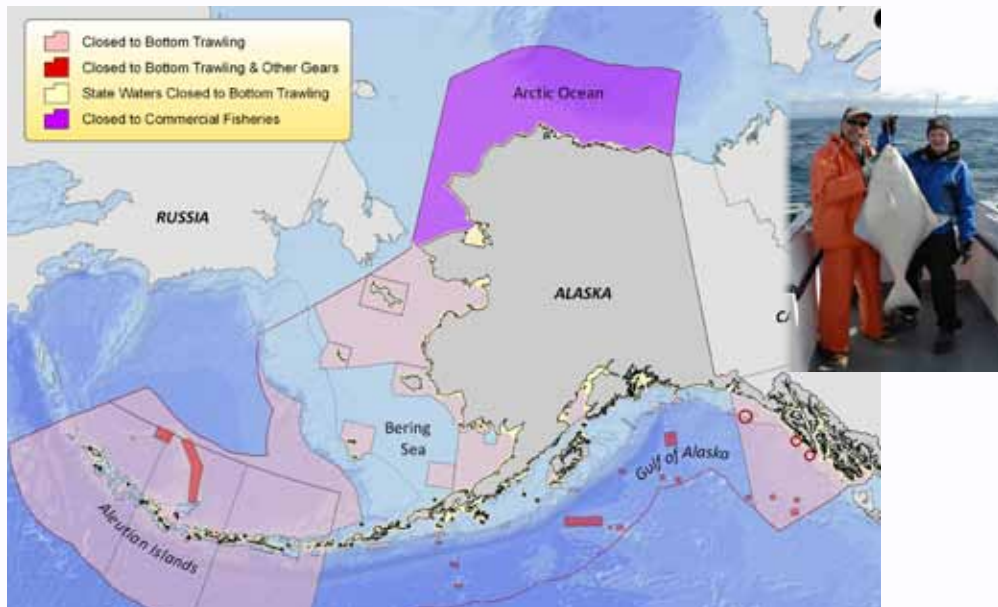 Closed to Bottom Trawling
Closed to Bottom Trawling & Other Gears
State Waters Closed to Bottom Trawling
Closed to Commercial Fisheries
Arctic Ocean
RUSSIA
ALASKA
Bering
Sea
Gulf of Alaska
Aleutian Islands